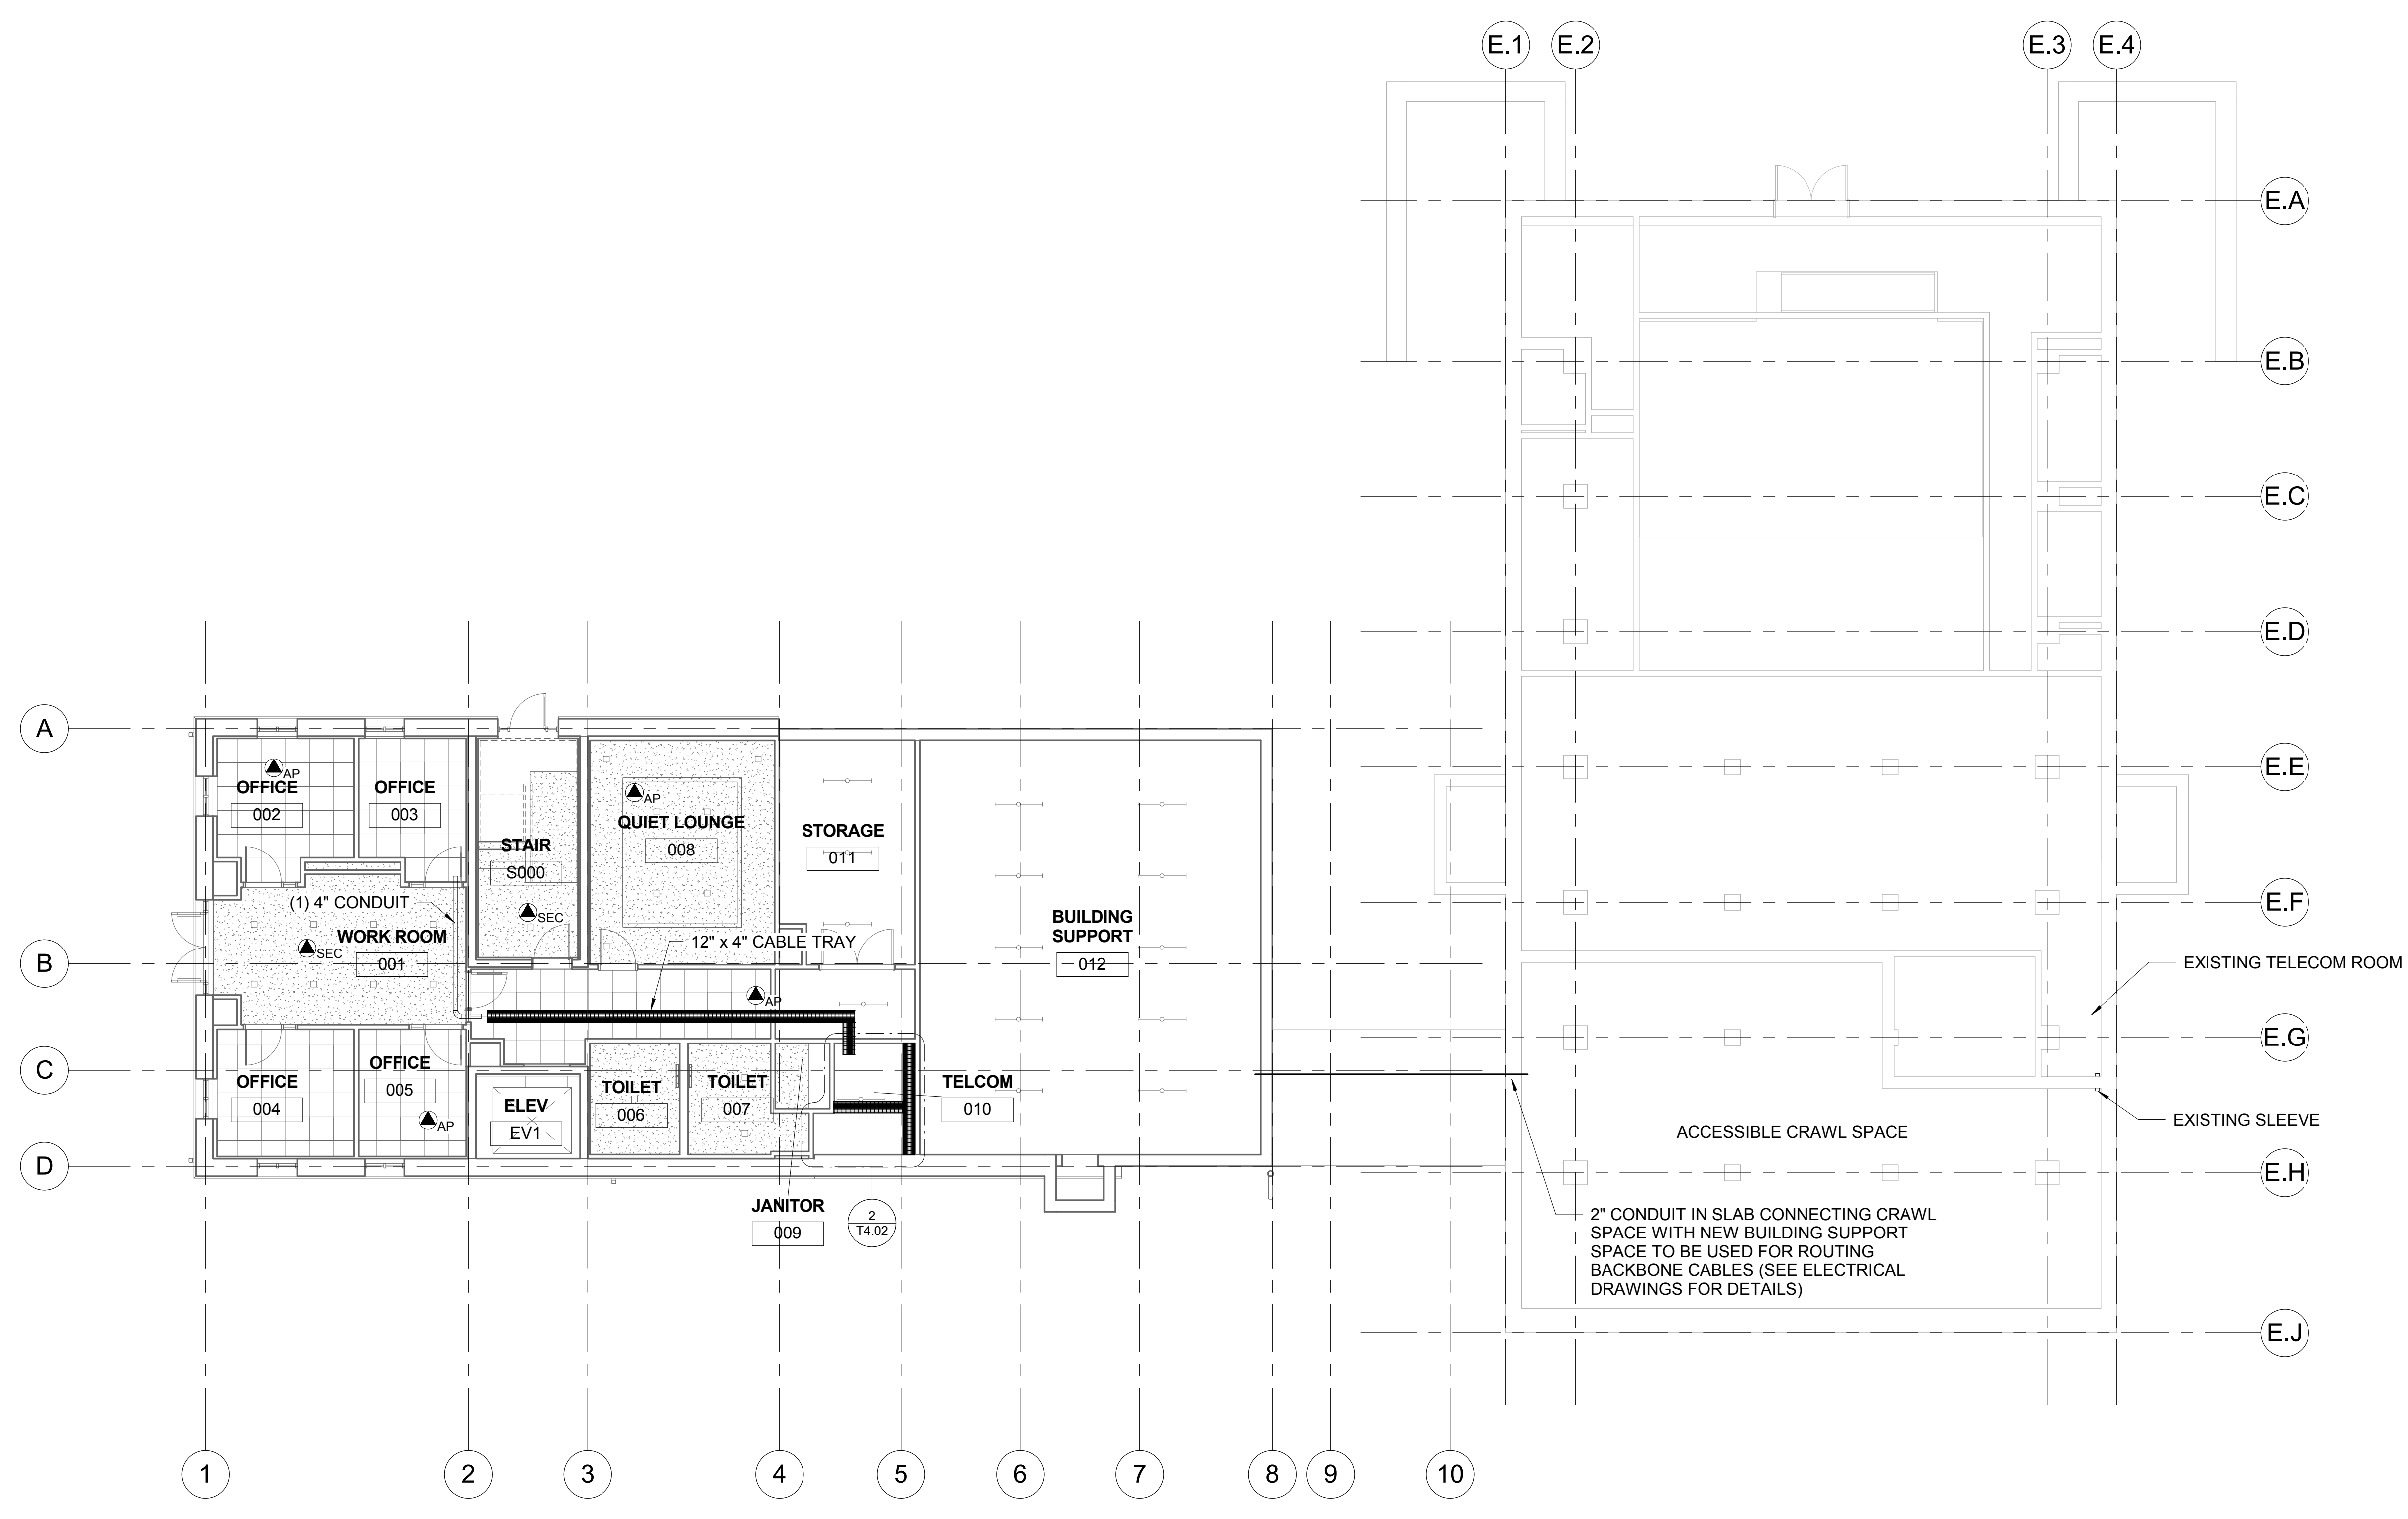 E.1
E.2
E.3
E.4
E.A
E.B
E.C
E.D
A
AP
OFFICE
002
OFFICE
003
AP
QUIET LOUNGE
008
STORAGE
011
STAIR
S000
SEC
E.E
E.F
(1) 4" CONDUIT
WORK ROOM
SEC
001
12" x 4" CABLE TRAY
BUILDING
SUPPORT
012
B
AP
EXISTING TELECOM ROOM
E.G
C
OFFICE
004
OFFICE
005
AP
ELEV
EV1
TOILET
006
TOILET
007
TELCOM
010
ACCESSIBLE CRAWL SPACE
EXISTING SLEEVE
D
E.H
JANITOR
009
2
T4.02
2" CONDUIT IN SLAB CONNECTING CRAWL
SPACE WITH NEW BUILDING SUPPORT
SPACE TO BE USED FOR ROUTING
BACKBONE CABLES (SEE ELECTRICAL
DRAWINGS FOR DETAILS)
E.J
1
2
3
4
5
6
7
8
9
10